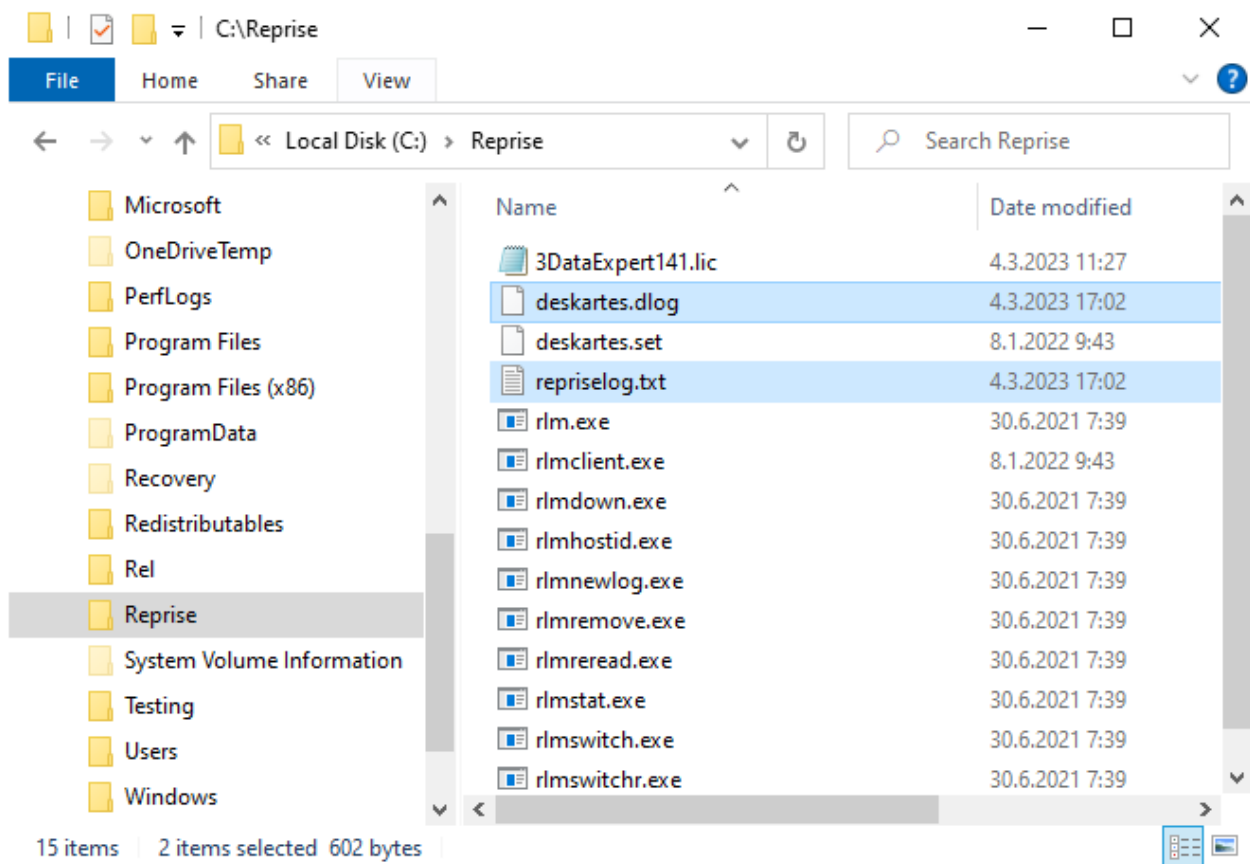 C:\Reprise
File Home Share View
« Local Disk (C:) › Reprise Search Reprise
Microsoft
OneDriveTemp
PerfLogs
Program Files
Program Files (x86)
ProgramData
Recovery
Redistributables
Rel
Reprise
System Volume Information
Testing
Users
Windows
Name Date modified
3DataExpert141.lic 4.3.2023 11:27
deskartes.dlog 4.3.2023 17:02
deskartes.set 8.1.2022 9:43
repriselog.txt 4.3.2023 17:02
rlm.exe 30.6.2021 7:39
rlmclient.exe 8.1.2022 9:43
rlmdown.exe 30.6.2021 7:39
rlmhostid.exe 30.6.2021 7:39
rlmnewlog.exe 30.6.2021 7:39
rlmremove.exe 30.6.2021 7:39
rlmreread.exe 30.6.2021 7:39
rlmstat.exe 30.6.2021 7:39
rlmswitch.exe 30.6.2021 7:39
rlmswitchr.exe 30.6.2021 7:39
15 items 2 items selected 602 bytes